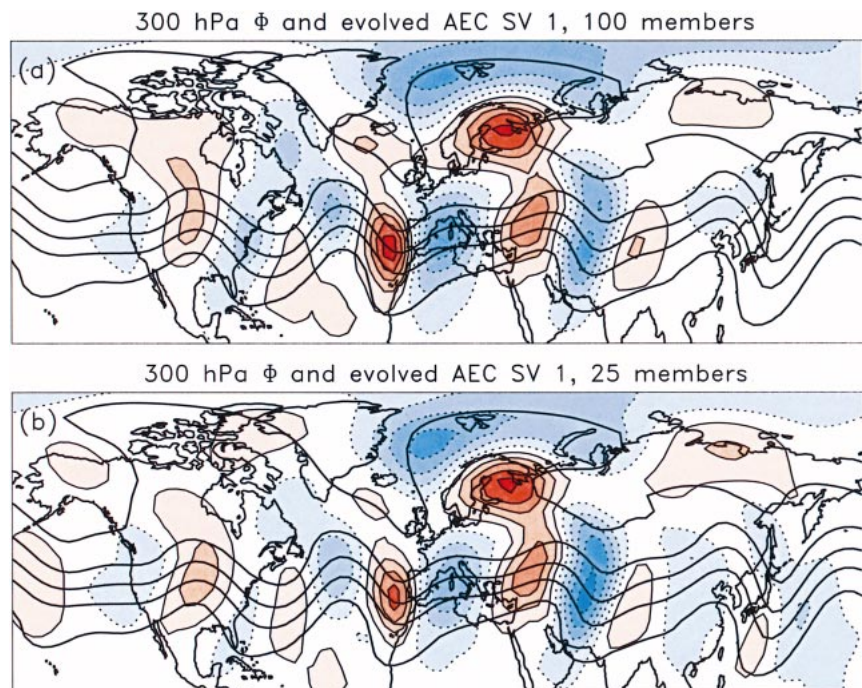 300 hPa Φ and evolved AEC SV 1, 100 members
(a)
300 hPa Φ and evolved AEC SV 1, 25 members
(b)